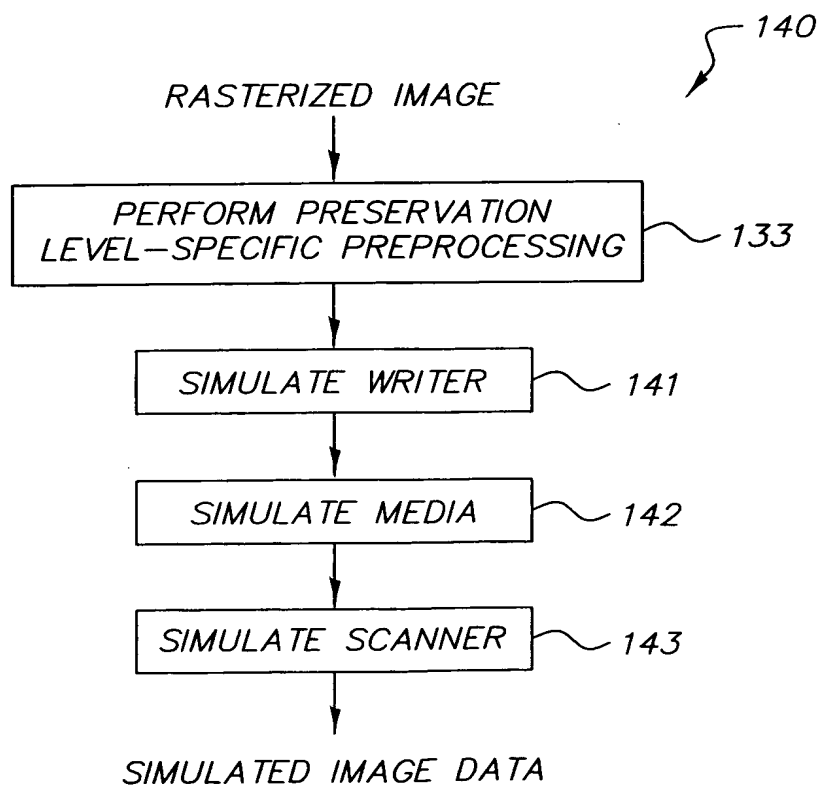 140
RASTERIZED IMAGE
PERFORM PRESERVATION
LEVEL-SPECIFIC PREPROCESSING
133
SIMULATE WRITER
141
SIMULATE MEDIA
142
SIMULATE SCANNER
143
SIMULATED IMAGE DATA